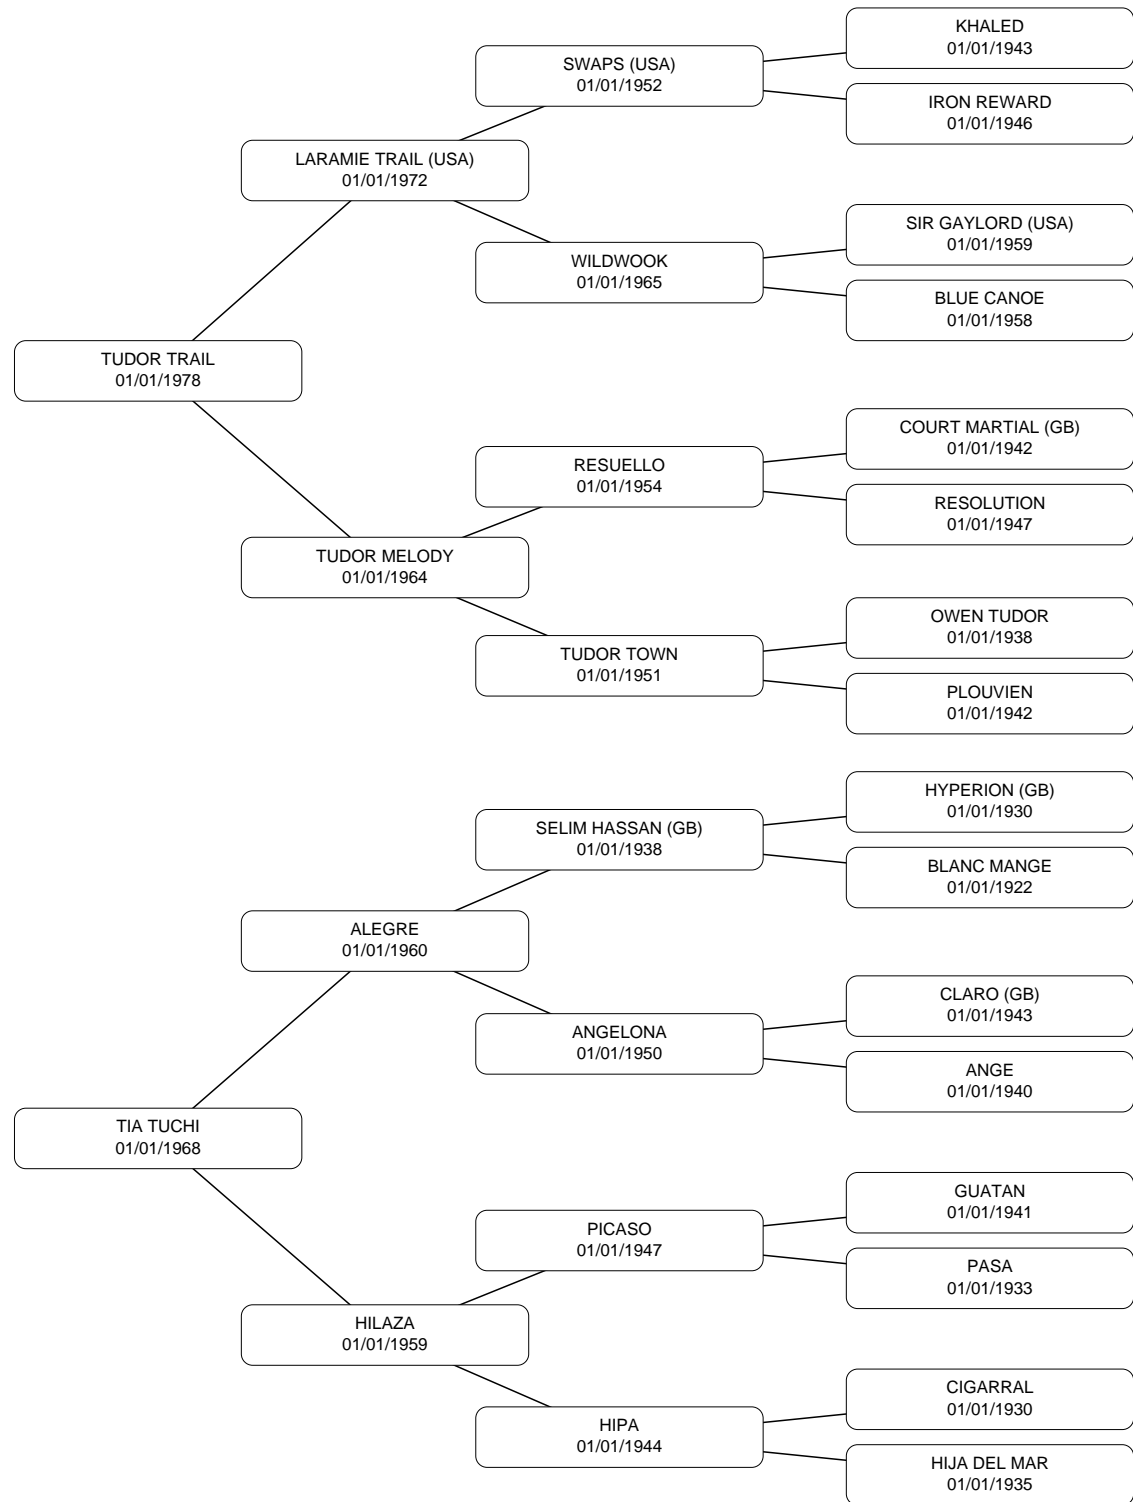 KHALED
01/01/1943
SWAPS (USA)
01/01/1952
IRON REWARD
01/01/1946
LARAMIE TRAIL (USA)
01/01/1972
SIR GAYLORD (USA)
01/01/1959
WILDWOOK
01/01/1965
BLUE CANOE
01/01/1958
TUDOR TRAIL
01/01/1978
COURT MARTIAL (GB)
01/01/1942
RESUELLO
01/01/1954
RESOLUTION
01/01/1947
TUDOR MELODY
01/01/1964
OWEN TUDOR
01/01/1938
TUDOR TOWN
01/01/1951
PLOUVIEN
01/01/1942
HYPERION (GB)
01/01/1930
SELIM HASSAN (GB)
01/01/1938
BLANC MANGE
01/01/1922
ALEGRE
01/01/1960
CLARO (GB)
01/01/1943
ANGELONA
01/01/1950
ANGE
01/01/1940
TIA TUCHI
01/01/1968
GUATAN
01/01/1941
PICASO
01/01/1947
PASA
01/01/1933
HILAZA
01/01/1959
CIGARRAL
01/01/1930
HIPA
01/01/1944
HIJA DEL MAR
01/01/1935